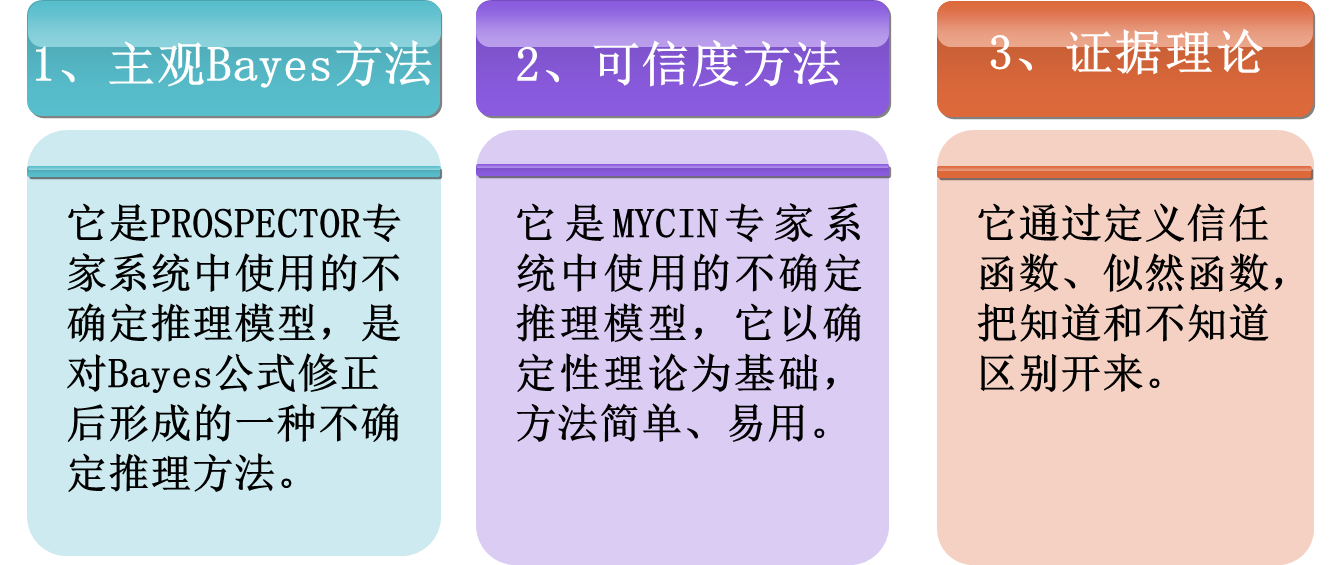 1、主观Bayes方法
它是PROSPECTOR专
家系统中使用的不
确定推理模型，是
对Bayes公式修正
后形成的一种不确
定推理方法。
2、可信度方法
它是MYCIN专家系
统中使用的不确定
推理模型，它以确
定性理论为基础，
方法简单、易用。
3、证据理论
它通过定义信任
函数、似然函数，
把知道和不知道
区别开来。